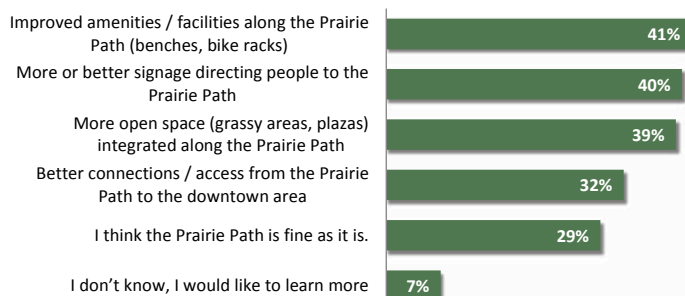 Improved amenities / facilities along the Prairie
Path (benches, bike racks)
41%
More or better signage directing people to the
Prairie Path
40%
More open space (grassy areas, plazas)
integrated along the Prairie Path
39%
Better connections / access from the Prairie
Path to the downtown area
32%
I think the Prairie Path is fine as it is.
29%
I don't know, I would like to learn more
7%